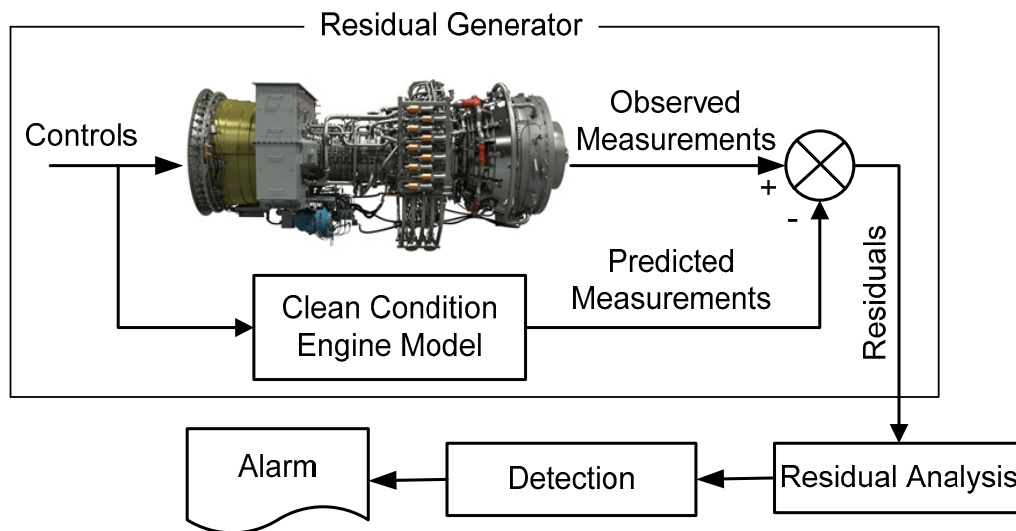 Residual Generator
Controls
Observed
Measurements
+
-
Predicted
Measurements
Clean Condition
Engine Model
Residuals
Alarm
Detection
Residual Analysis